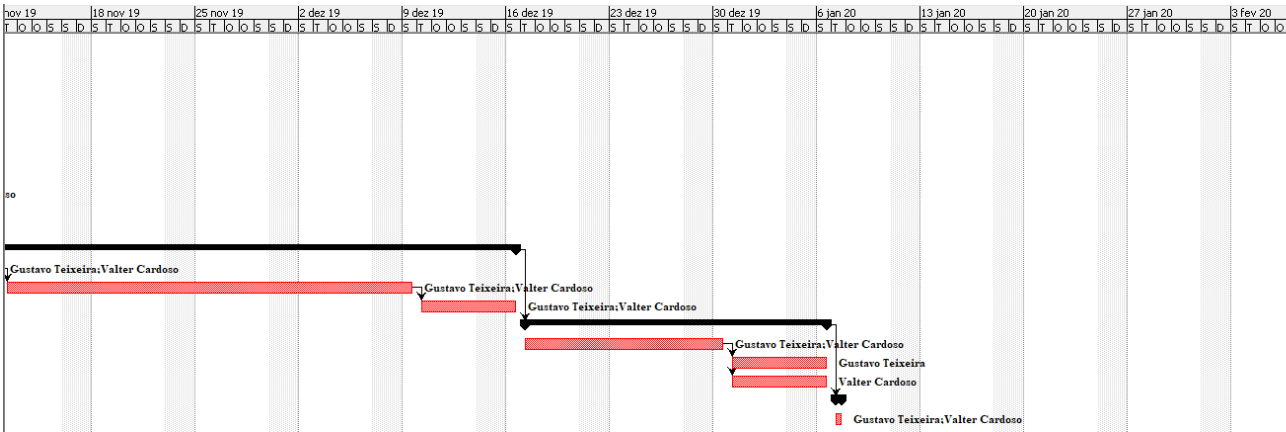 nov 19 18 nov 19 25 nov 19 2 dez 19 9 dez 19 16 dez 19 23 dez 19 30 dez 19 6 jan 20 13 jan 20 20 jan 20 27 jan 20 3 fev 20
T Q Q S S D S T Q Q S S D S T Q Q S S D S T Q Q S S D S T Q Q S S D S T Q Q S S D S T Q Q S S D S T Q Q S S D S T Q Q S S D S T Q Q S S D S T Q Q S S D S T Q Q S S D S T Q Q
so
Gustavo Teixeira;Valter Cardoso
Gustavo Teixeira;Valter Cardoso
Gustavo Teixeira;Valter Cardoso
Gustavo Teixeira;Valter Cardoso
Gustavo Teixeira
Valter Cardoso
Gustavo Teixeira;Valter Cardoso